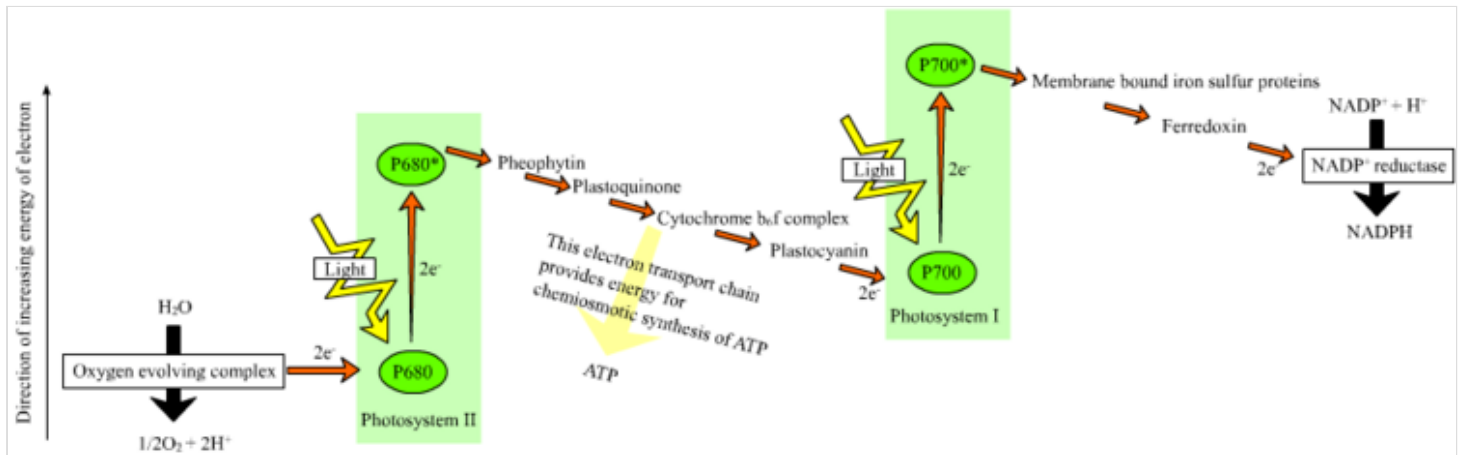 Direction of increasing energy of electron
H₂O
Oxygen evolving complex
1/2O₂ + 2H⁺
2e⁻
Light
P680*
2e⁻
P680
Photosystem II
Pheophytin
Plastoquinone
Cytochrome b₆f complex
Plastocyanin
2e⁻
This electron transport chain
provides energy for
chemiosmotic synthesis of ATP
ATP
Light
P700*
2e⁻
P700
Photosystem I
Membrane bound iron sulfur proteins
Ferredoxin
2e⁻
NADP⁺ + H⁺
NADP⁺ reductase
NADPH